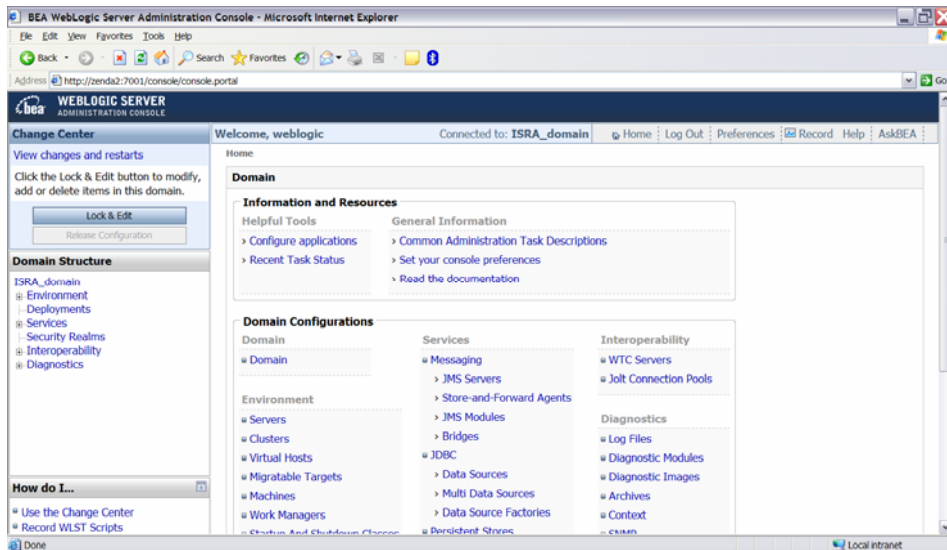 BEA WebLogic Server Administration Console - Microsoft Internet Explorer
File Edit View Favorites Tools Help
Back Search Favorites
Address http://zenda2:7001/console/console.portal Go
bea WEBLOGIC SERVER
ADMINISTRATION CONSOLE
Change Center
View changes and restarts
Click the Lock & Edit button to modify,
add or delete items in this domain.
Lock & Edit
Release Configuration
Domain Structure
ISRA_domain
Environment
Deployments
Services
Security Realms
Interoperability
Diagnostics
How do I...
Use the Change Center
Record WLST Scripts
Welcome, weblogic Connected to: ISRA_domain Home Log Out Preferences Record Help AskBEA
Home
Domain
Information and Resources
Helpful Tools
Configure applications
Recent Task Status
General Information
Common Administration Task Descriptions
Set your console preferences
Read the documentation
Domain Configurations
Domain
Domain
Environment
Servers
Clusters
Virtual Hosts
Migratable Targets
Machines
Work Managers
Startup And Shutdown Classes
Services
Messaging
JMS Servers
Store-and-Forward Agents
JMS Modules
Bridges
JDBC
Data Sources
Multi Data Sources
Data Source Factories
Persistent Stores
Interoperability
WTC Servers
Jolt Connection Pools
Diagnostics
Log Files
Diagnostic Modules
Diagnostic Images
Archives
Context
SNMP
Done Local intranet